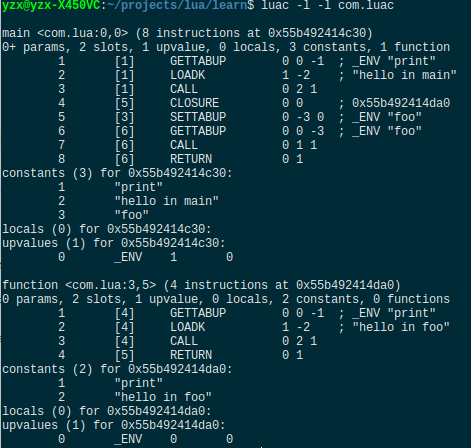 yzx@yzx-X450VC:~/projects/lua/learn$ luac -l -l com.luac
main <com.lua:0,0> (8 instructions at 0x55b492414c30)
0+ params, 2 slots, 1 upvalue, 0 locals, 3 constants, 1 function
1 [1] GETTABUP 0 0 -1 ; _ENV "print"
2 [1] LOADK 1 -2 ; "hello in main"
3 [1] CALL 0 2 1
4 [5] CLOSURE 0 0 ; 0x55b492414da0
5 [3] SETTABUP 0 -3 0 ; _ENV "foo"
6 [6] GETTABUP 0 0 -3 ; _ENV "foo"
7 [6] CALL 0 1 1
8 [6] RETURN 0 1
constants (3) for 0x55b492414c30:
1 "print"
2 "hello in main"
3 "foo"
locals (0) for 0x55b492414c30:
upvalues (1) for 0x55b492414c30:
0 _ENV 1 0
function <com.lua:3,5> (4 instructions at 0x55b492414da0)
0 params, 2 slots, 1 upvalue, 0 locals, 2 constants, 0 functions
1 [4] GETTABUP 0 0 -1 ; _ENV "print"
2 [4] LOADK 1 -2 ; "hello in foo"
3 [4] CALL 0 2 1
4 [5] RETURN 0 1
constants (2) for 0x55b492414da0:
1 "print"
2 "hello in foo"
locals (0) for 0x55b492414da0:
upvalues (1) for 0x55b492414da0:
0 _ENV 0 0